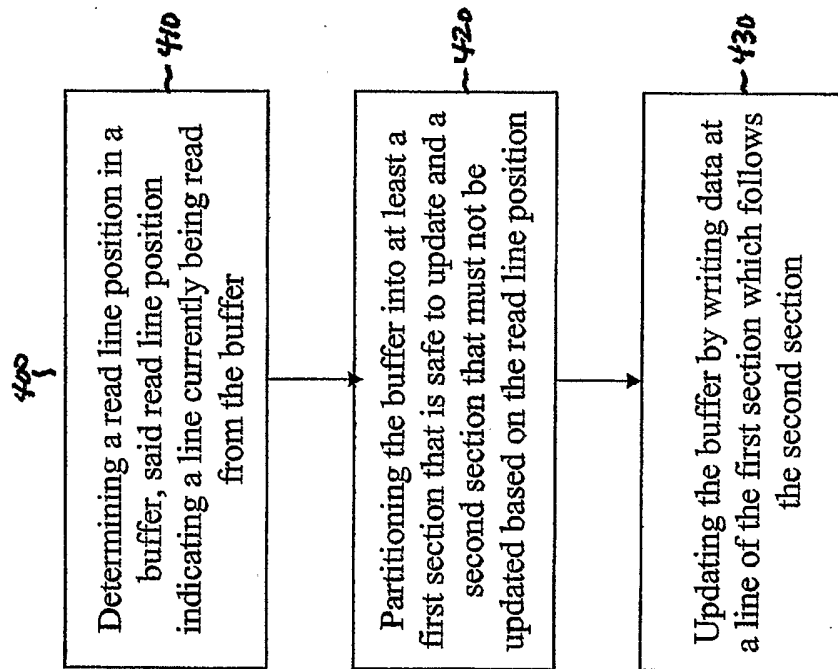 400
410
Determining a read line position in a
buffer, said read line position
indicating a line currently being read
from the buffer
420
Partitioning the buffer into at least a
first section that is safe to update and a
second section that must not be
updated based on the read line position
430
Updating the buffer by writing data at
a line of the first section which follows
the second section